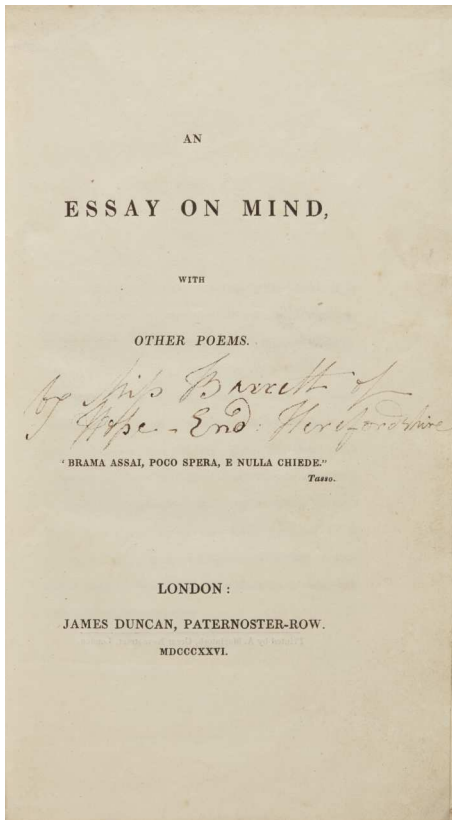 AN
ESSAY ON MIND,
WITH
OTHER POEMS.
by Miss Barrett of
Hope-End: Herefordshire
"BRAMA ASSAI, POCO SPERA, E NULLA CHIEDE."
Tasso.
LONDON:
JAMES DUNCAN, PATERNOSTER-ROW.
MDCCCXXVI.